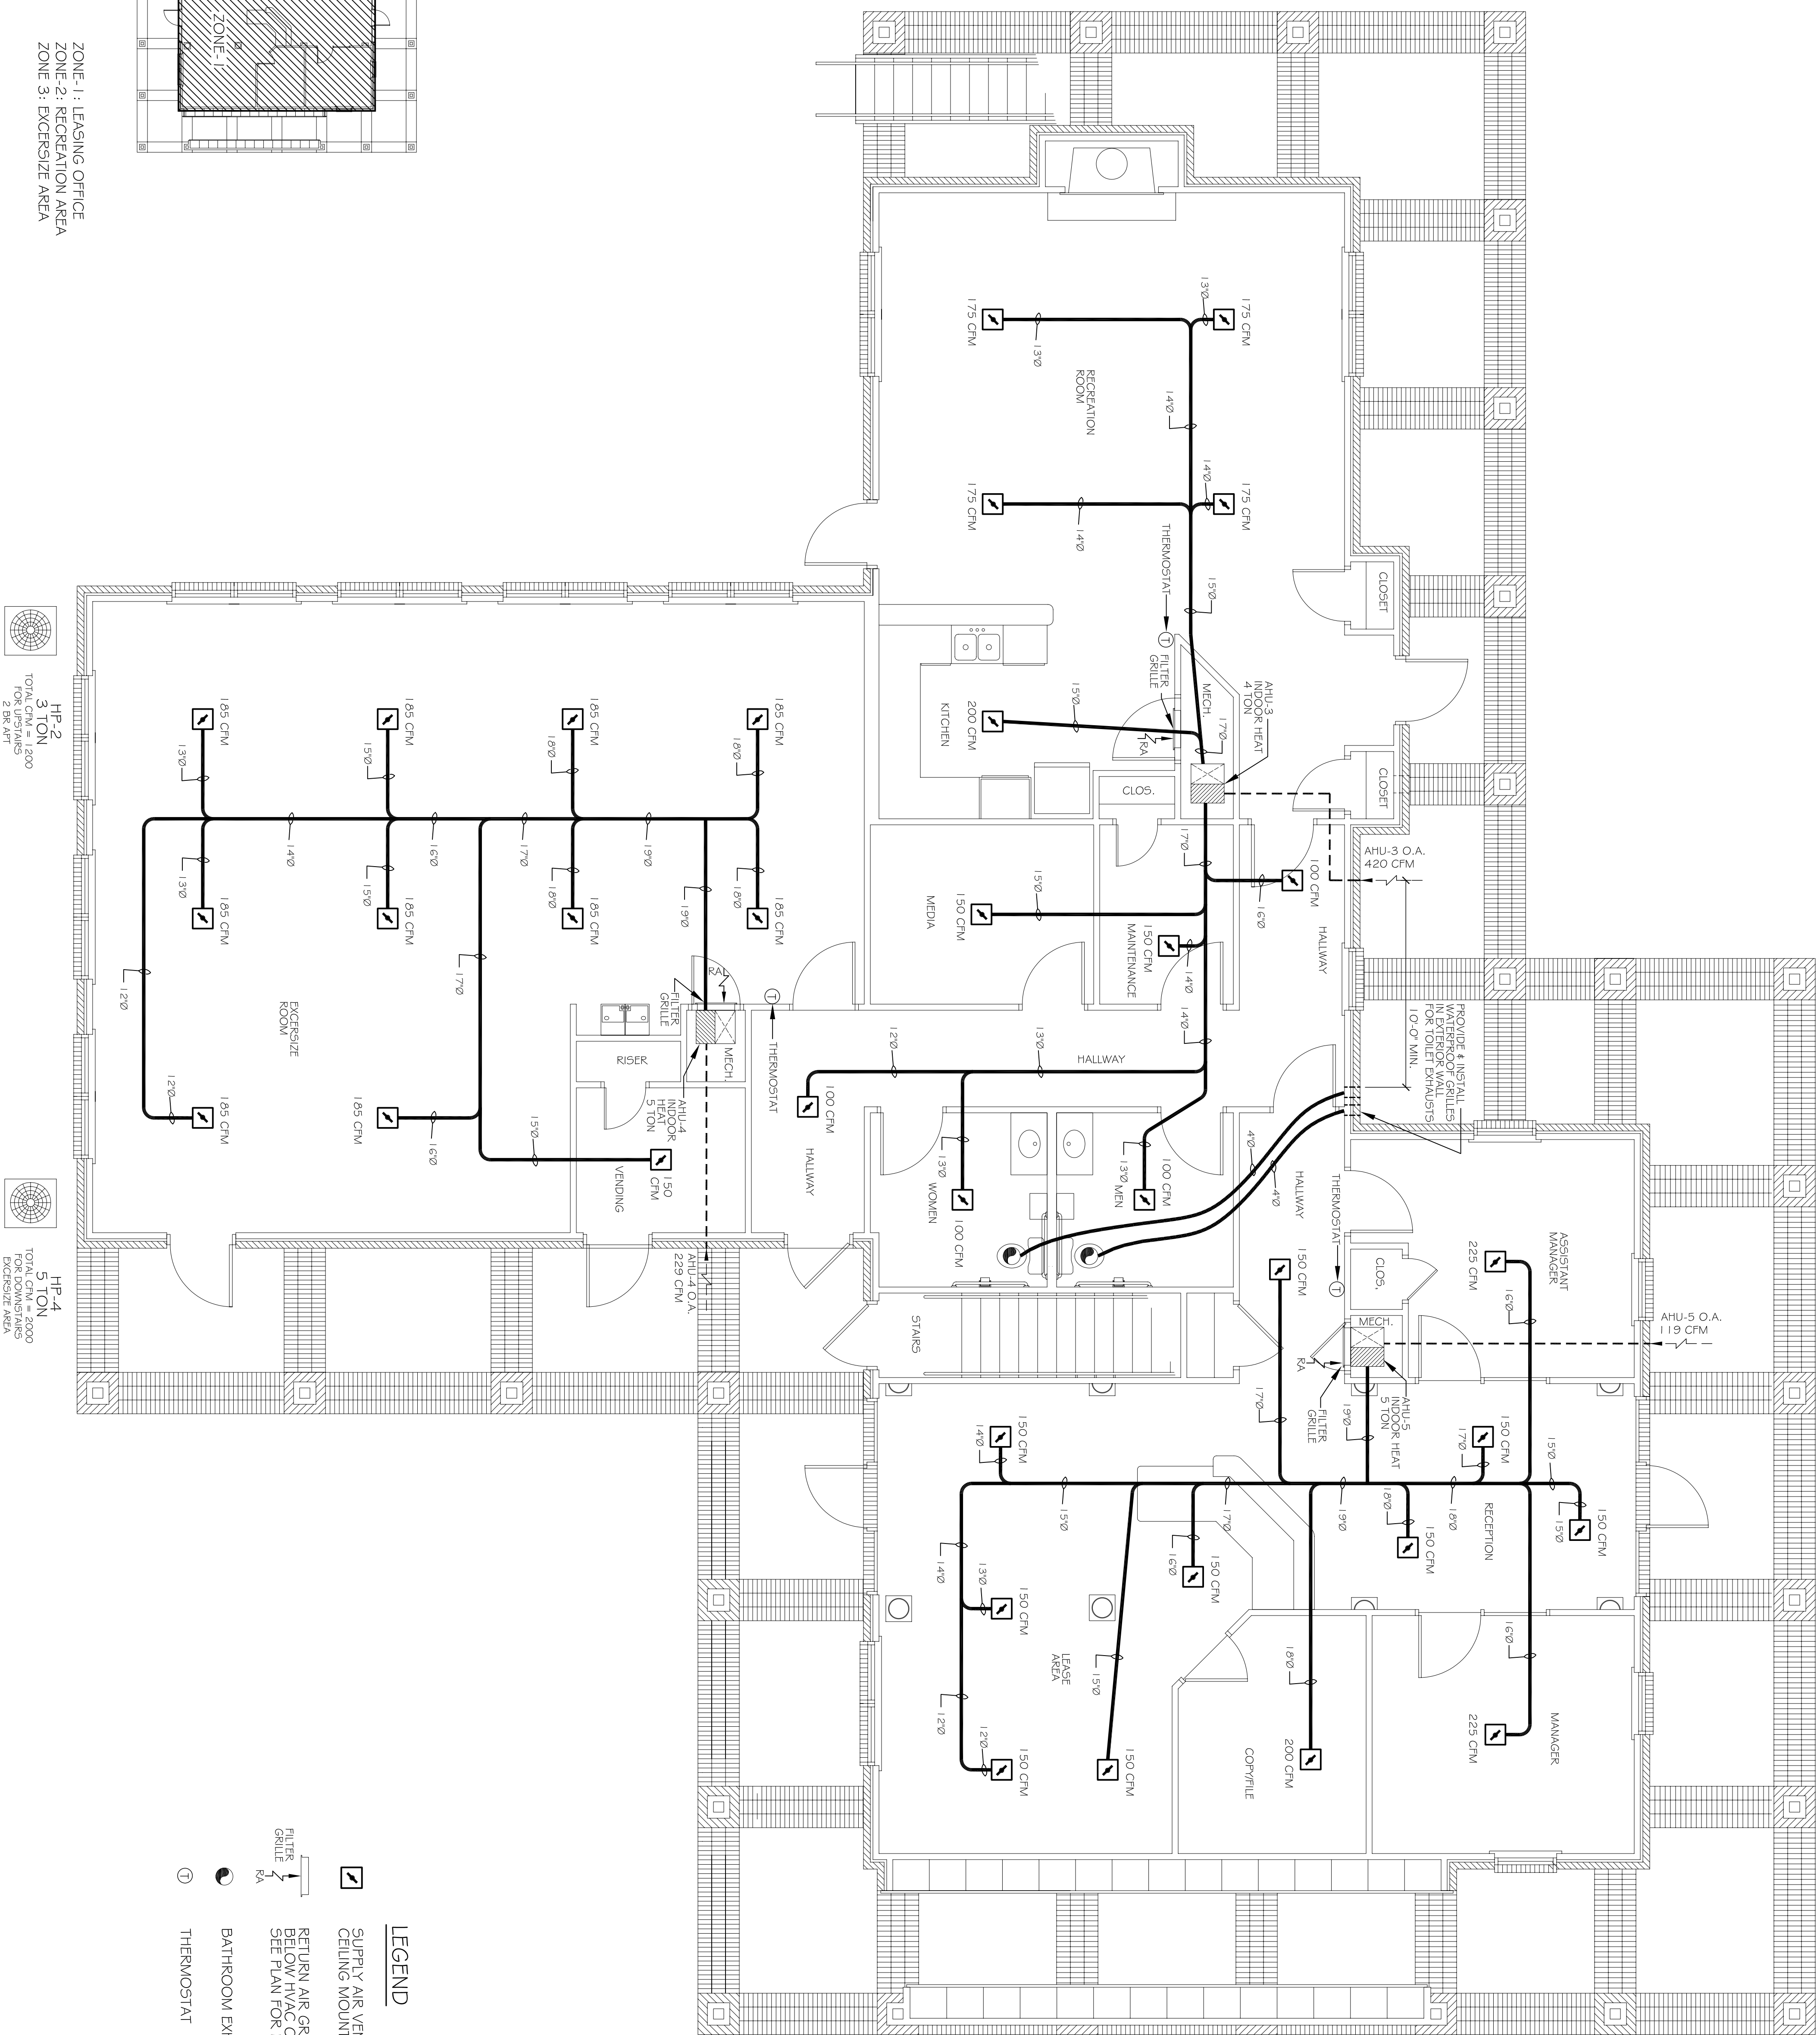 ZONE-1
ZONE-1: LEASING OFFICE
ZONE-2: RECREATION AREA
ZONE 3: EXCERSIZE AREA
175 CFM
13"Ø
175 CFM
13"Ø
RECREATION
ROOM
14"Ø
175 CFM
14"Ø
175 CFM
14"Ø
THERMOSTAT
T
15"Ø
CLOSET
CLOSET
FILTER
GRILLE
RA
MECH.
AHU-3
INDOOR HEAT
4 TON
17"Ø
15"Ø
200 CFM
KITCHEN
CLOS.
17"Ø
AHU-3 O.A.
420 CFM
100 CFM
16"Ø
HALLWAY
15"Ø
150 CFM
MEDIA
150 CFM
MAINTENANCE
14"Ø
14"Ø
PROVIDE & INSTALL
WATERPROOF GRILLES
IN EXTERIOR WALL
FOR TOILET EXHAUSTS
10'-0" MIN.
HALLWAY
13"Ø
12"Ø
100 CFM
HALLWAY
13"Ø
WOMEN
100 CFM
100 CFM
13"Ø
MEN
4"Ø
4"Ø
HALLWAY
THERMOSTAT
T
STAIRS
185 CFM
13"Ø
185 CFM
15"Ø
185 CFM
18"Ø
185 CFM
18"Ø
14"Ø
16"Ø
17"Ø
19"Ø
185 CFM
13"Ø
185 CFM
15"Ø
185 CFM
18"Ø
185 CFM
18"Ø
19"Ø
17"Ø
12"Ø
12"Ø
185 CFM
185 CFM
16"Ø
15"Ø
150
CFM
EXCERSIZE
ROOM
RISER
VENDING
RA
FILTER
GRILLE
MECH.
AHU-4
INDOOR
HEAT
5 TON
T
THERMOSTAT
AHU-4 O.A.
229 CFM
HP-2
3 TON
TOTAL CFM = 1200
FOR UPSTAIRS
2 BR APT
HP-4
5 TON
TOTAL CFM = 2000
FOR DOWNSTAIRS
EXCERSIZE AREA
ASSISTANT
MANAGER
225 CFM
16"Ø
CLOS.
MECH.
RA
FILTER
GRILLE
AHU-5
INDOOR HEAT
5 TON
AHU-5 O.A.
119 CFM
150 CFM
17"Ø
19"Ø
150 CFM
17"Ø
15"Ø
150 CFM
15"Ø
18"Ø
RECEPTION
18"Ø
150 CFM
19"Ø
17"Ø
16"Ø
150 CFM
150 CFM
14"Ø
15"Ø
14"Ø
13"Ø
150 CFM
12"Ø
12"Ø
150 CFM
LEASE
AREA
15"Ø
150 CFM
18"Ø
200 CFM
COPY/FILE
16"Ø
225 CFM
MANAGER
LEGEND
SUPPLY AIR
CEILING
FILTER
GRILLE
RA
RETURN AIR
BELOW HVAC
SEE PLAN FOR
BATHROOM
T
THERMOSTAT